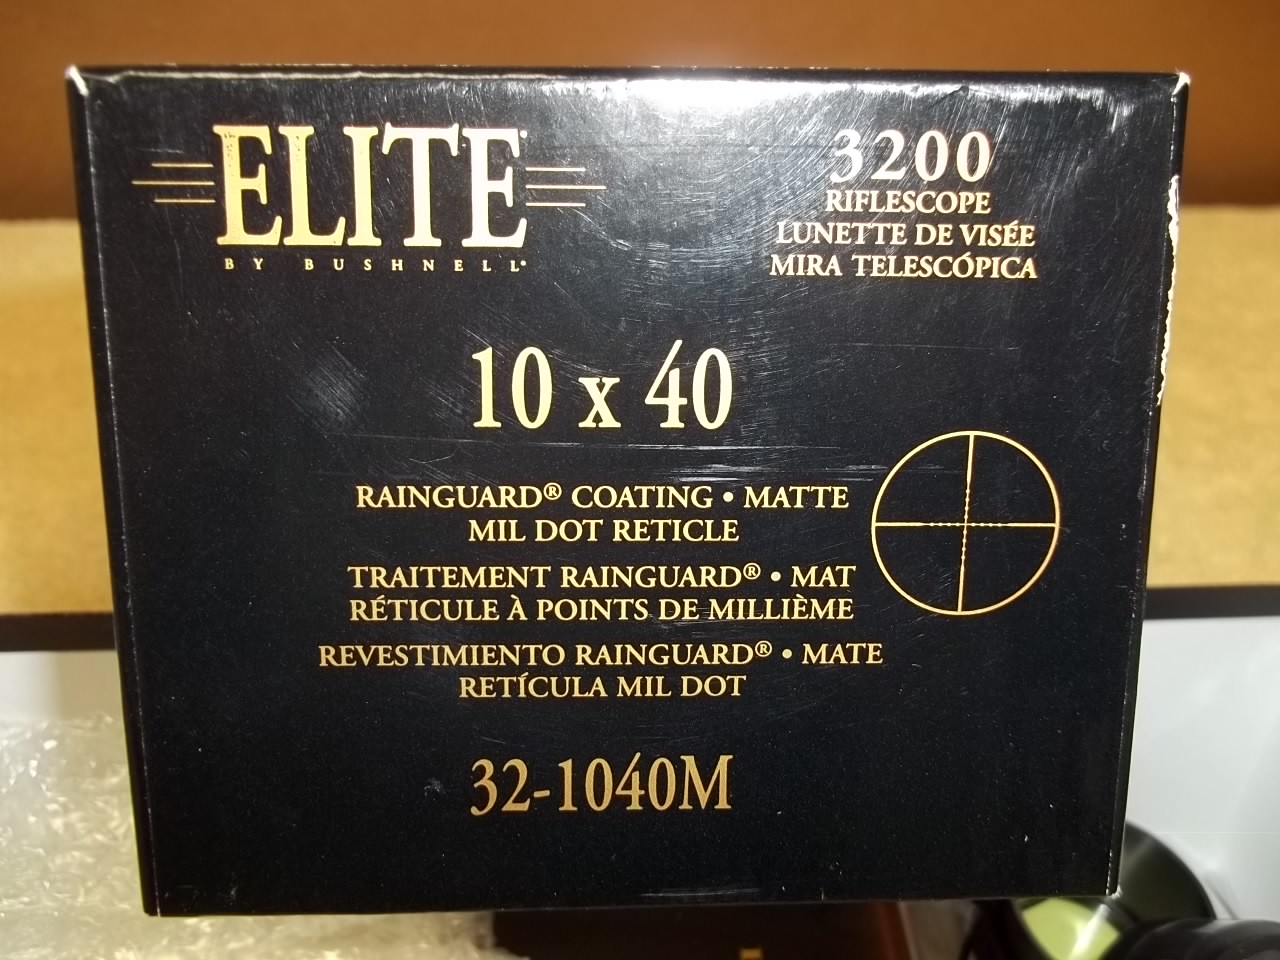 ELITE
BY BUSHNELL®
3200
RIFLESCOPE
LUNETTE DE VISÉE
MIRA TELESCÓPICA
10 x 40
RAINGUARD® COATING • MATTE
MIL DOT RETICLE
TRAITEMENT RAINGUARD® • MAT
RÉTICULE À POINTS DE MILLIÈME
REVESTIMIENTO RAINGUARD® • MATE
RETÍCULA MIL DOT
32-1040M